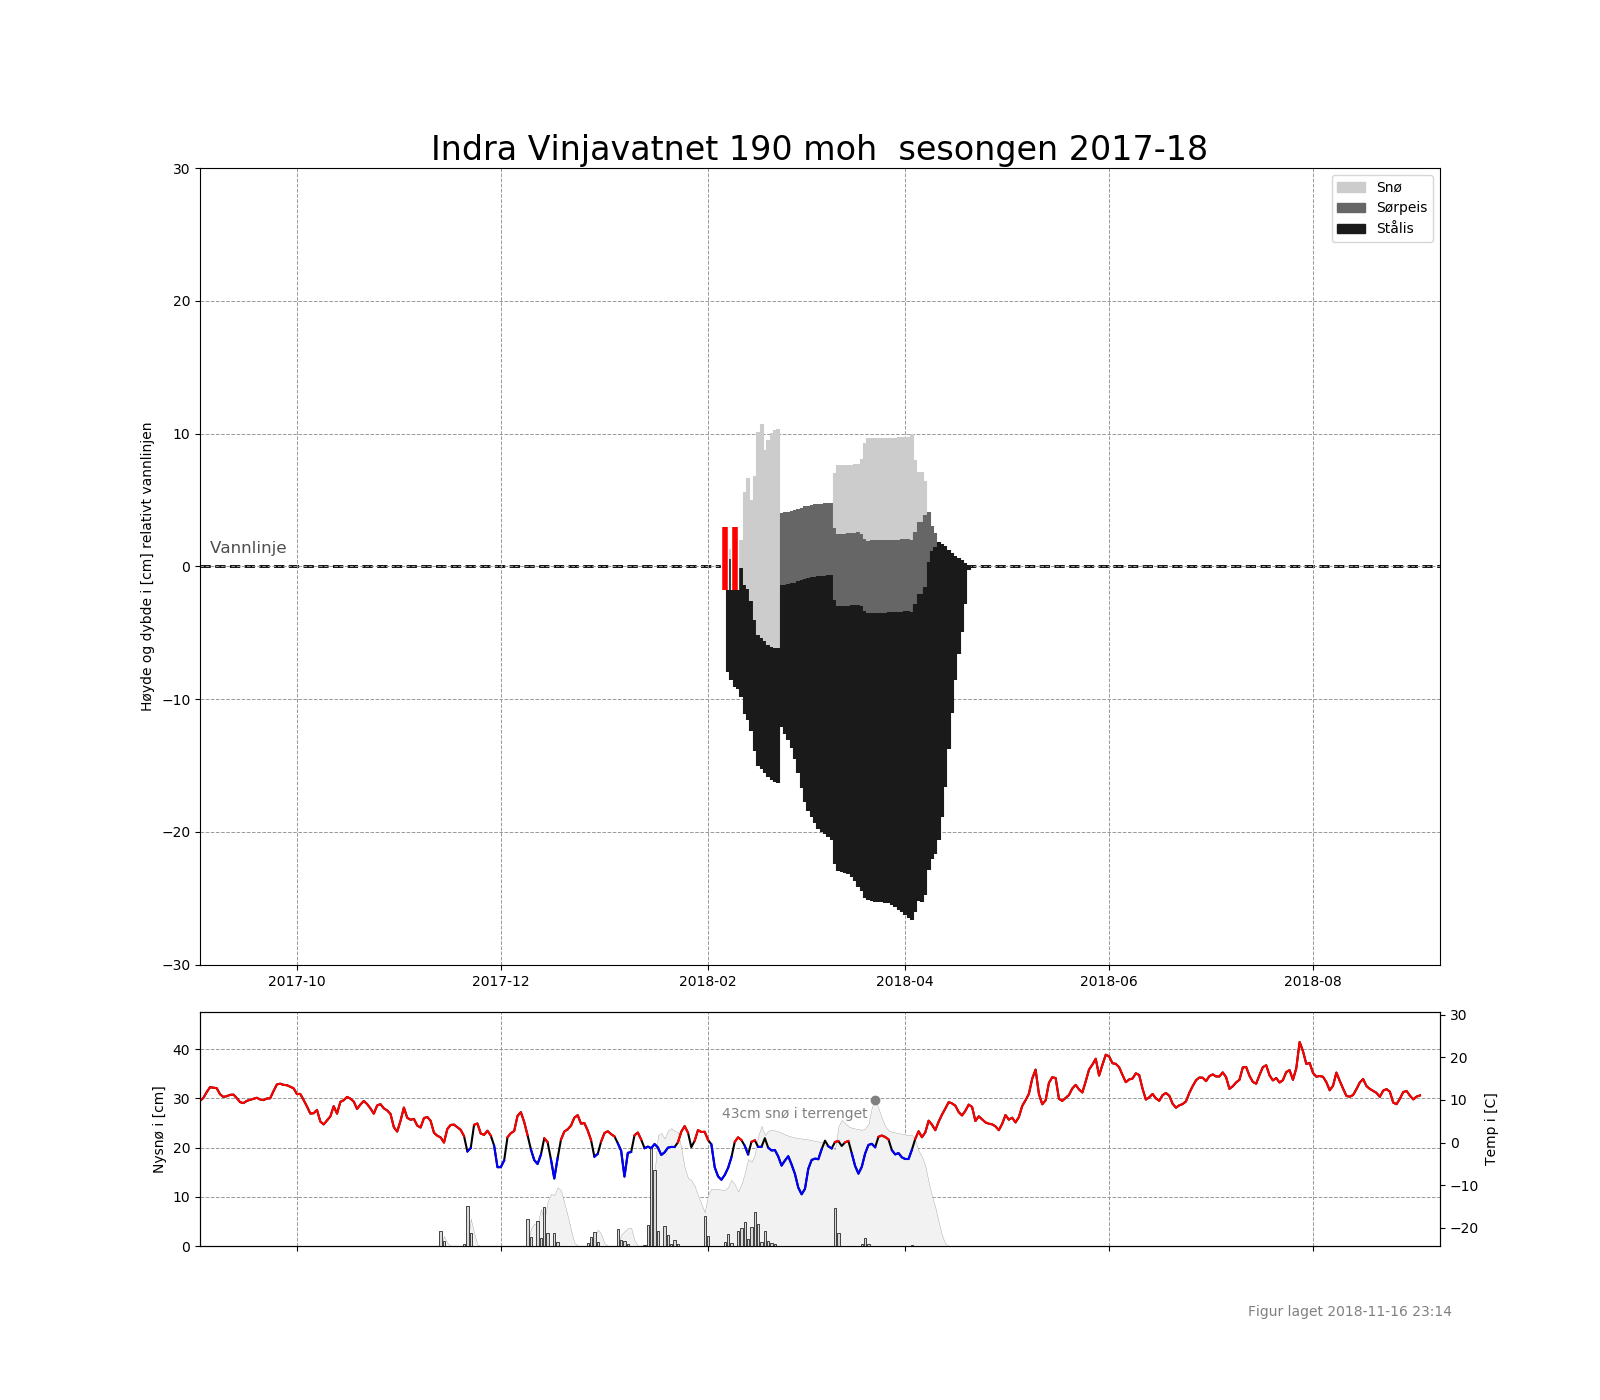 Indra Vinjavatnet 190 moh  sesongen 2017-18
Snø
Sørpeis
Stålis
Høyde og dybde i [cm] relativt vannlinjen
30
20
10
0
−10
−20
−30
Vannlinje
2017-10
2017-12
2018-02
2018-04
2018-06
2018-08
Nysnø i [cm]
40
30
20
10
0
43cm snø i terrenget
30
20
10
0
−10
−20
Temp i [C]
Figur laget 2018-11-16 23:14